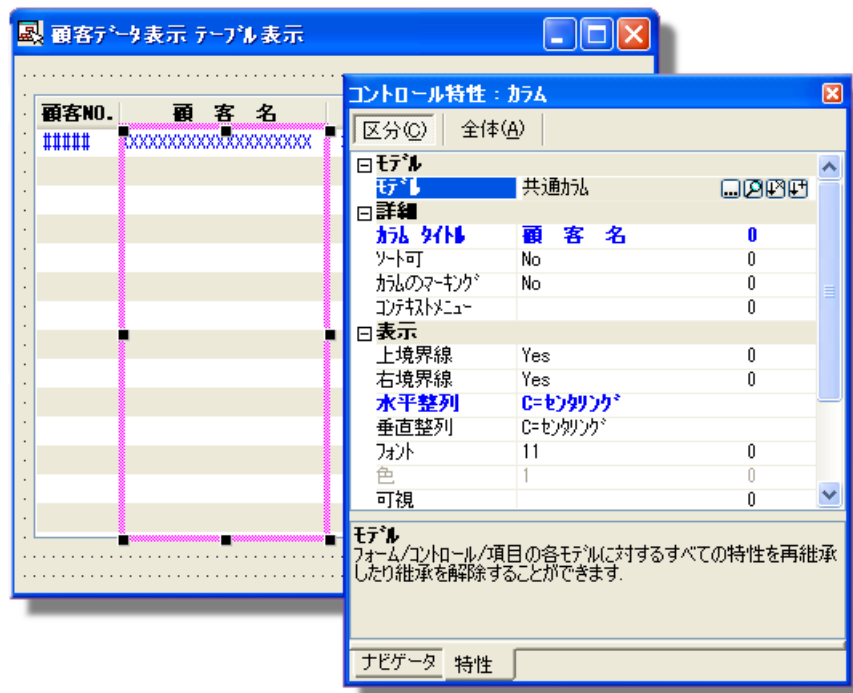 顧客ﾃﾞｰﾀ表示 ﾃｰﾌﾞﾙ表示
顧客NO.
顧　客　名
#####
XXXXXXXXXXXXXXXXXXXX
コントロール特性 : ｶﾗﾑ
区分(C)
全体(A)
ﾓﾃﾞﾙ
ﾓﾃﾞﾙ 共通ｶﾗﾑ ...
詳細
ｶﾗﾑ ﾀｲﾄﾙ 顧　客　名 0
ｿｰﾄ可 No 0
ｶﾗﾑのﾏｰｷﾝｸﾞ No 0
ｺﾝﾃｷｽﾄﾒﾆｭｰ 0
表示
上境界線 Yes 0
右境界線 Yes 0
水平整列 C=ｾﾝﾀﾘﾝｸﾞ
垂直整列 C=ｾﾝﾀﾘﾝｸﾞ
ﾌｫﾝﾄ 11 0
色 1 0
可視 0
ﾓﾃﾞﾙ
ﾌｫｰﾑ/ｺﾝﾄﾛｰﾙ/項目の各ﾓﾃﾞﾙに対するすべての特性を再継承
したり継承を解除することができます.
ナビゲータ
特性